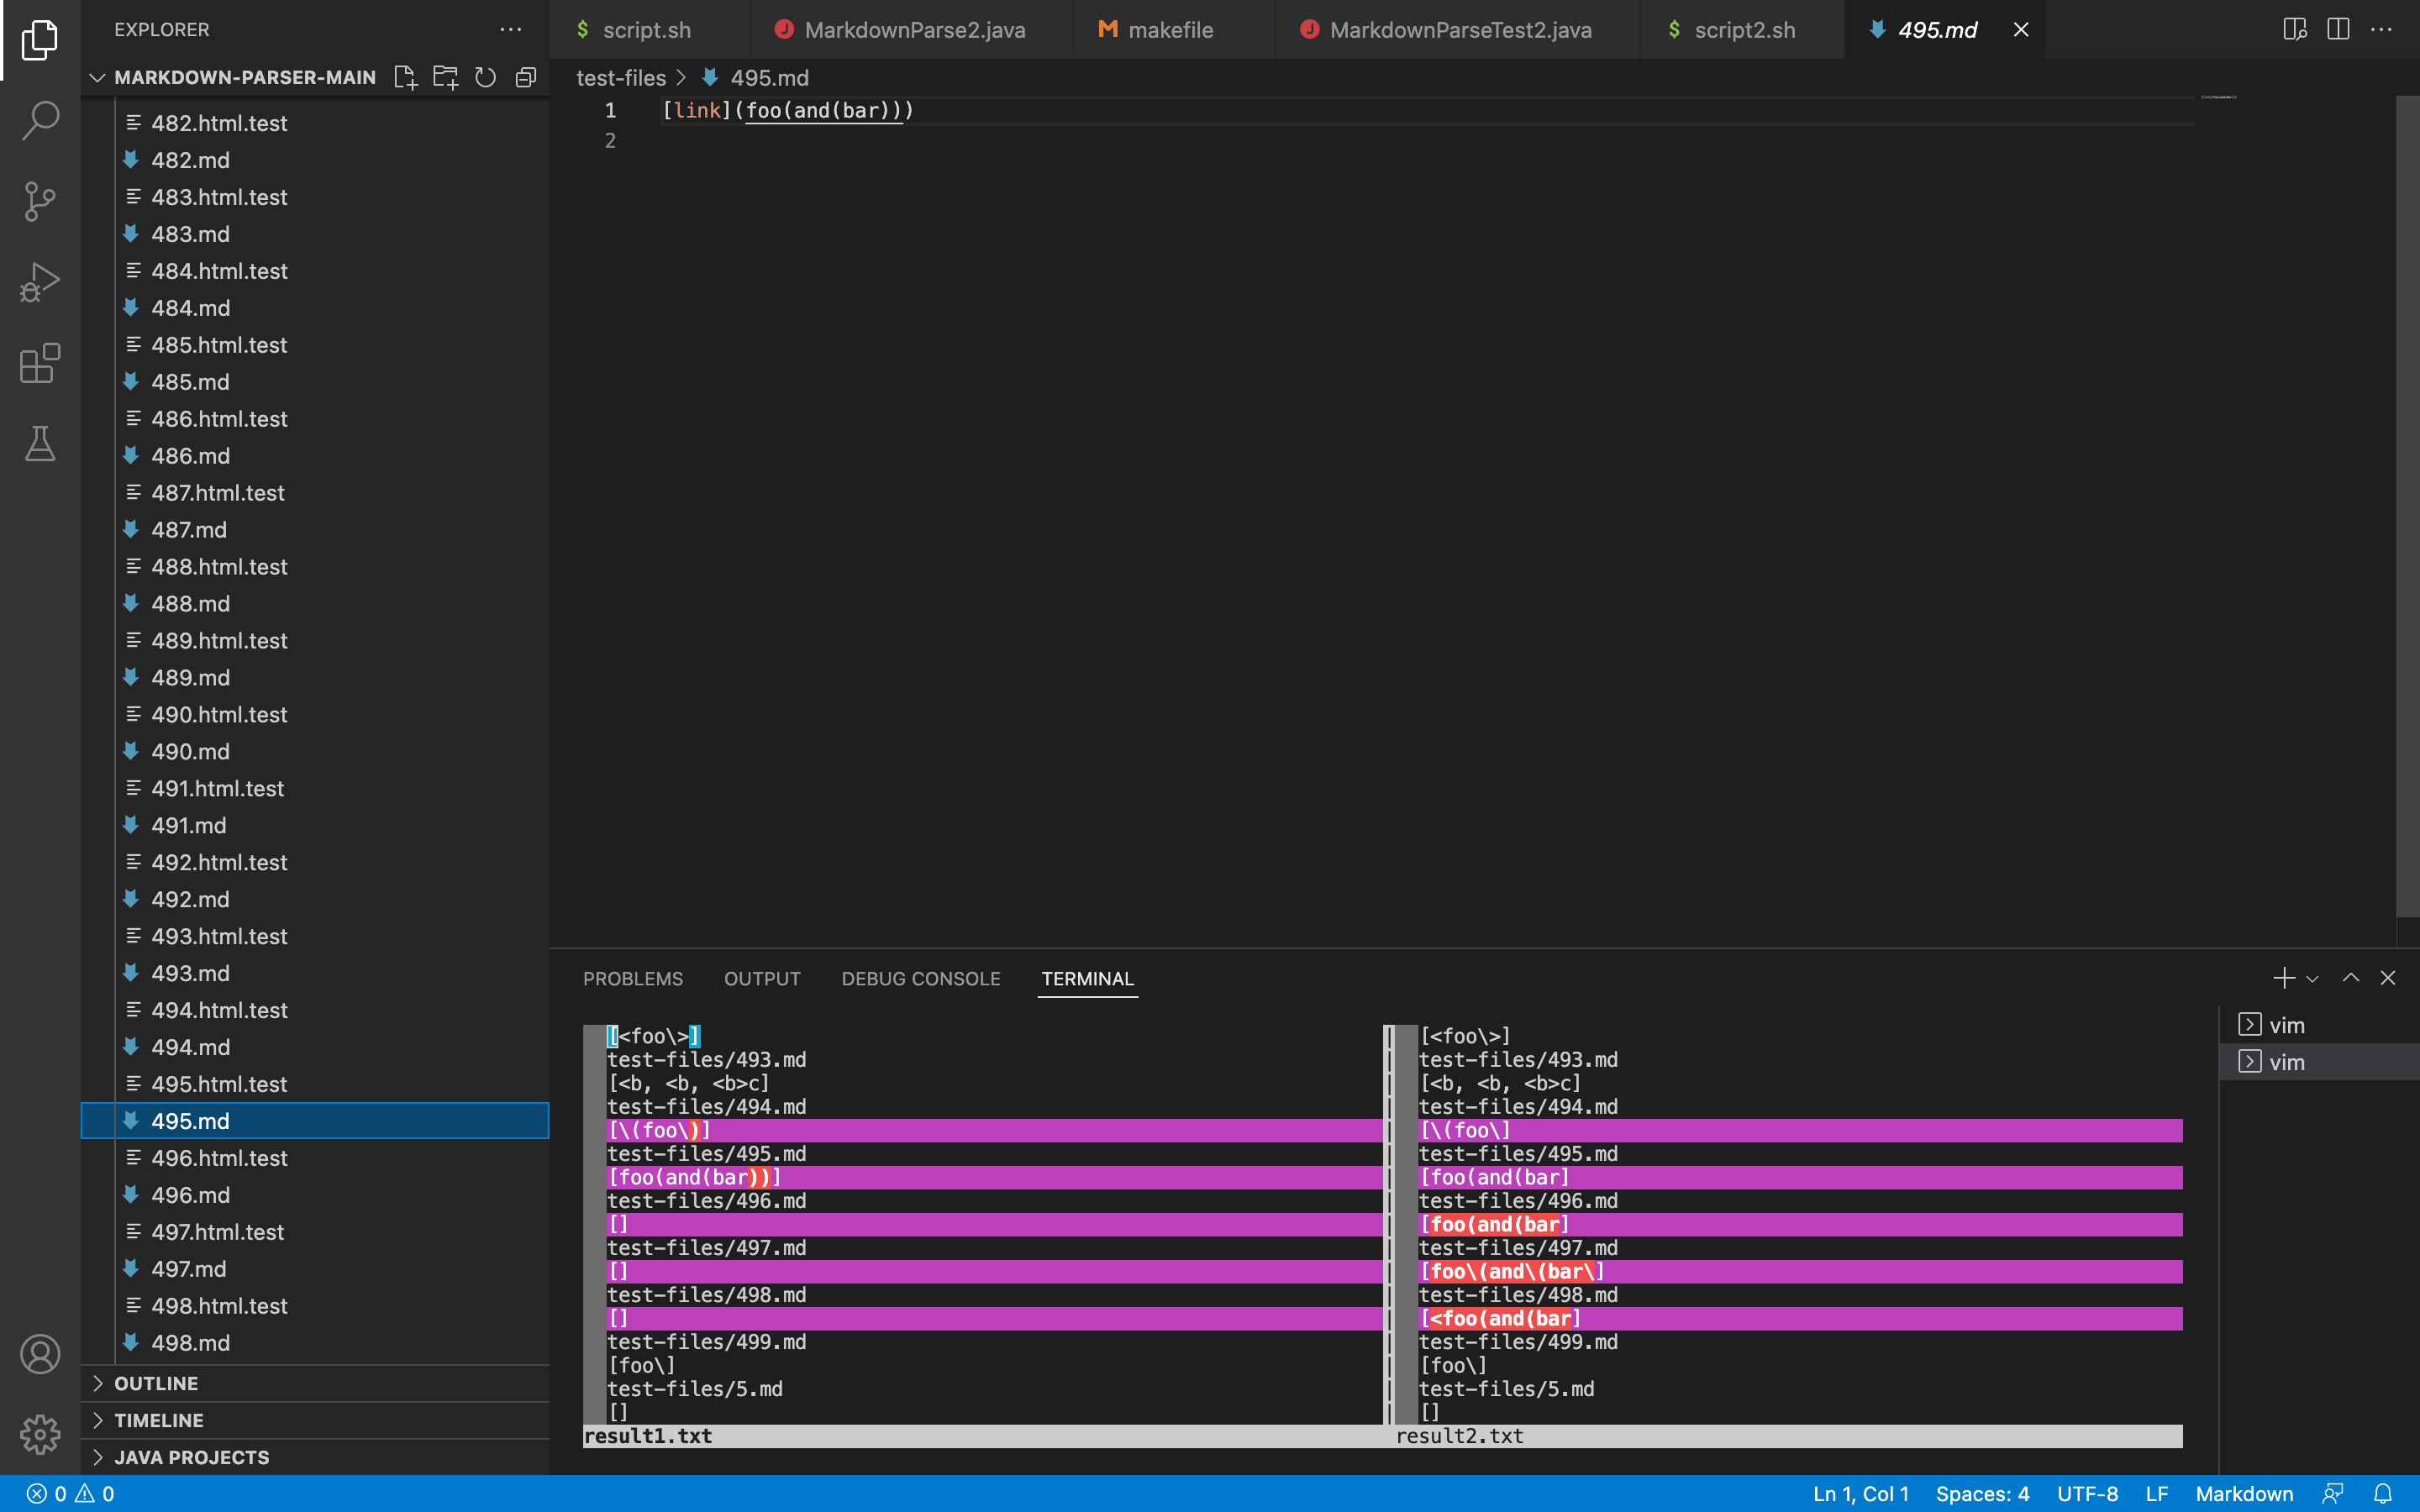 EXPLORER
MARKDOWN-PARSER-MAIN
482.html.test
482.md
483.html.test
483.md
484.html.test
484.md
485.html.test
485.md
486.html.test
486.md
487.html.test
487.md
488.html.test
488.md
489.html.test
489.md
490.html.test
490.md
491.html.test
491.md
492.html.test
492.md
493.html.test
493.md
494.html.test
494.md
495.html.test
495.md
496.html.test
496.md
497.html.test
497.md
498.html.test
498.md
OUTLINE
TIMELINE
JAVA PROJECTS
$ script.sh
J MarkdownParse2.java
M makefile
J MarkdownParseTest2.java
$ script2.sh
495.md
test-files > 495.md
1 [link](foo(and(bar)))
2
PROBLEMS OUTPUT DEBUG CONSOLE TERMINAL
[<foo\>]
test-files/493.md
[<b, <b, <b>c]
test-files/494.md
[\(foo\)]
test-files/495.md
[foo(and(bar))]
test-files/496.md
[]
test-files/497.md
[]
test-files/498.md
[]
test-files/499.md
[foo\]
test-files/5.md
[]
result1.txt
[<foo\>]
test-files/493.md
[<b, <b, <b>c]
test-files/494.md
[\(foo\]
test-files/495.md
[foo(and(bar]
test-files/496.md
[foo(and(bar]
test-files/497.md
[foo\(and\(bar\]
test-files/498.md
[<foo(and(bar]
test-files/499.md
[foo\]
test-files/5.md
[]
result2.txt
vim
vim
0 0
Ln 1, Col 1 Spaces: 4 UTF-8 LF Markdown